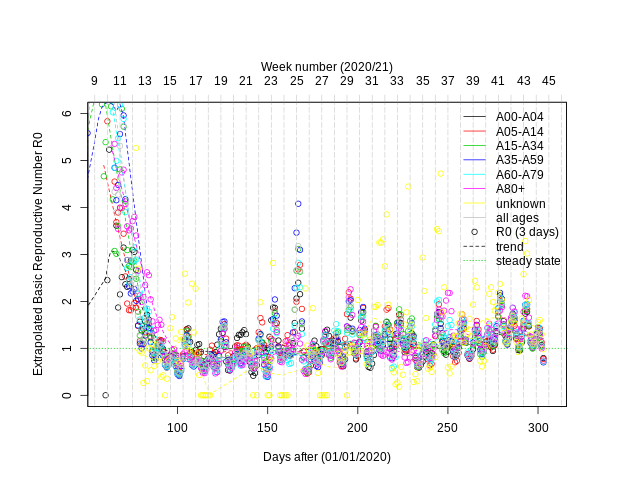 Week number (2020/21)
9 11 13 15 17 19 21 23 25 27 29 31 33 35 37 39 41 43 45
Extrapolated Basic Reproductive Number R0
6
5
4
3
2
1
0
A00-A04
A05-A14
A15-A34
A35-A59
A60-A79
A80+
unknown
all ages
R0 (3 days)
trend
steady state
100 150 200 250 300
Days after (01/01/2020)